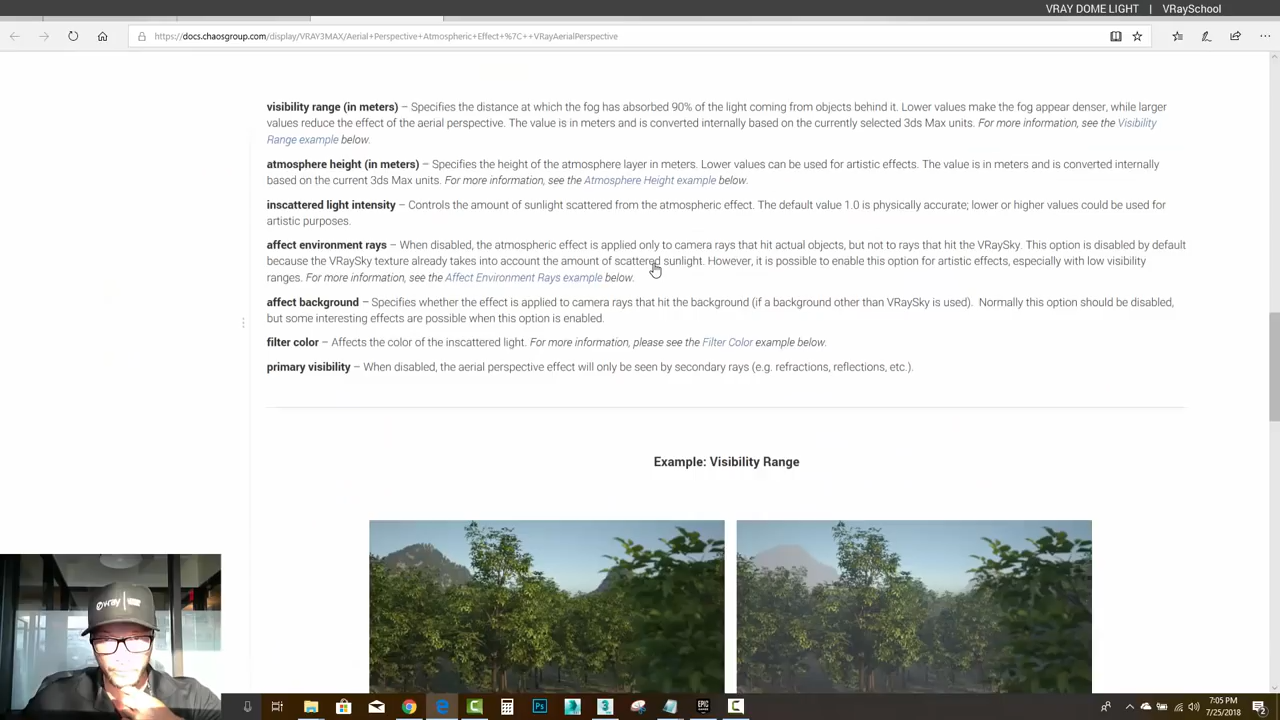 VRAY DOME LIGHT | VRaySchool
https://docs.chaosgroup.com/display/VRAY3MAX/Aerial+Perspective+Atmospheric+Effect+%7C++VRayAerialPerspective
visibility range (in meters) – Specifies the distance at which the fog has absorbed 90% of the light coming from objects behind it. Lower values make the fog appear denser, while larger
values reduce the effect of the aerial perspective. The value is in meters and is converted internally based on the currently selected 3ds Max units. For more information, see the Visibility
Range example below.
atmosphere height (in meters) – Specifies the height of the atmosphere layer in meters. Lower values can be used for artistic effects. The value is in meters and is converted internally
based on the current 3ds Max units. For more information, see the Atmosphere Height example below.
inscattered light intensity – Controls the amount of sunlight scattered from the atmospheric effect. The default value 1.0 is physically accurate; lower or higher values could be used for
artistic purposes.
affect environment rays – When disabled, the atmospheric effect is applied only to camera rays that hit actual objects, but not to rays that hit the VRaySky. This option is disabled by default
because the VRaySky texture already takes into account the amount of scattered sunlight. However, it is possible to enable this option for artistic effects, especially with low visibility
ranges. For more information, see the Affect Environment Rays example below.
affect background – Specifies whether the effect is applied to camera rays that hit the background (if a background other than VRaySky is used). Normally this option should be disabled,
but some interesting effects are possible when this option is enabled.
filter color – Affects the color of the inscattered light. For more information, please see the Filter Color example below.
primary visibility – When disabled, the aerial perspective effect will only be seen by secondary rays (e.g. refractions, reflections, etc.).
Example: Visibility Range
vray
Ps
3
3
EPIC
7:05 PM
7/25/2018
2